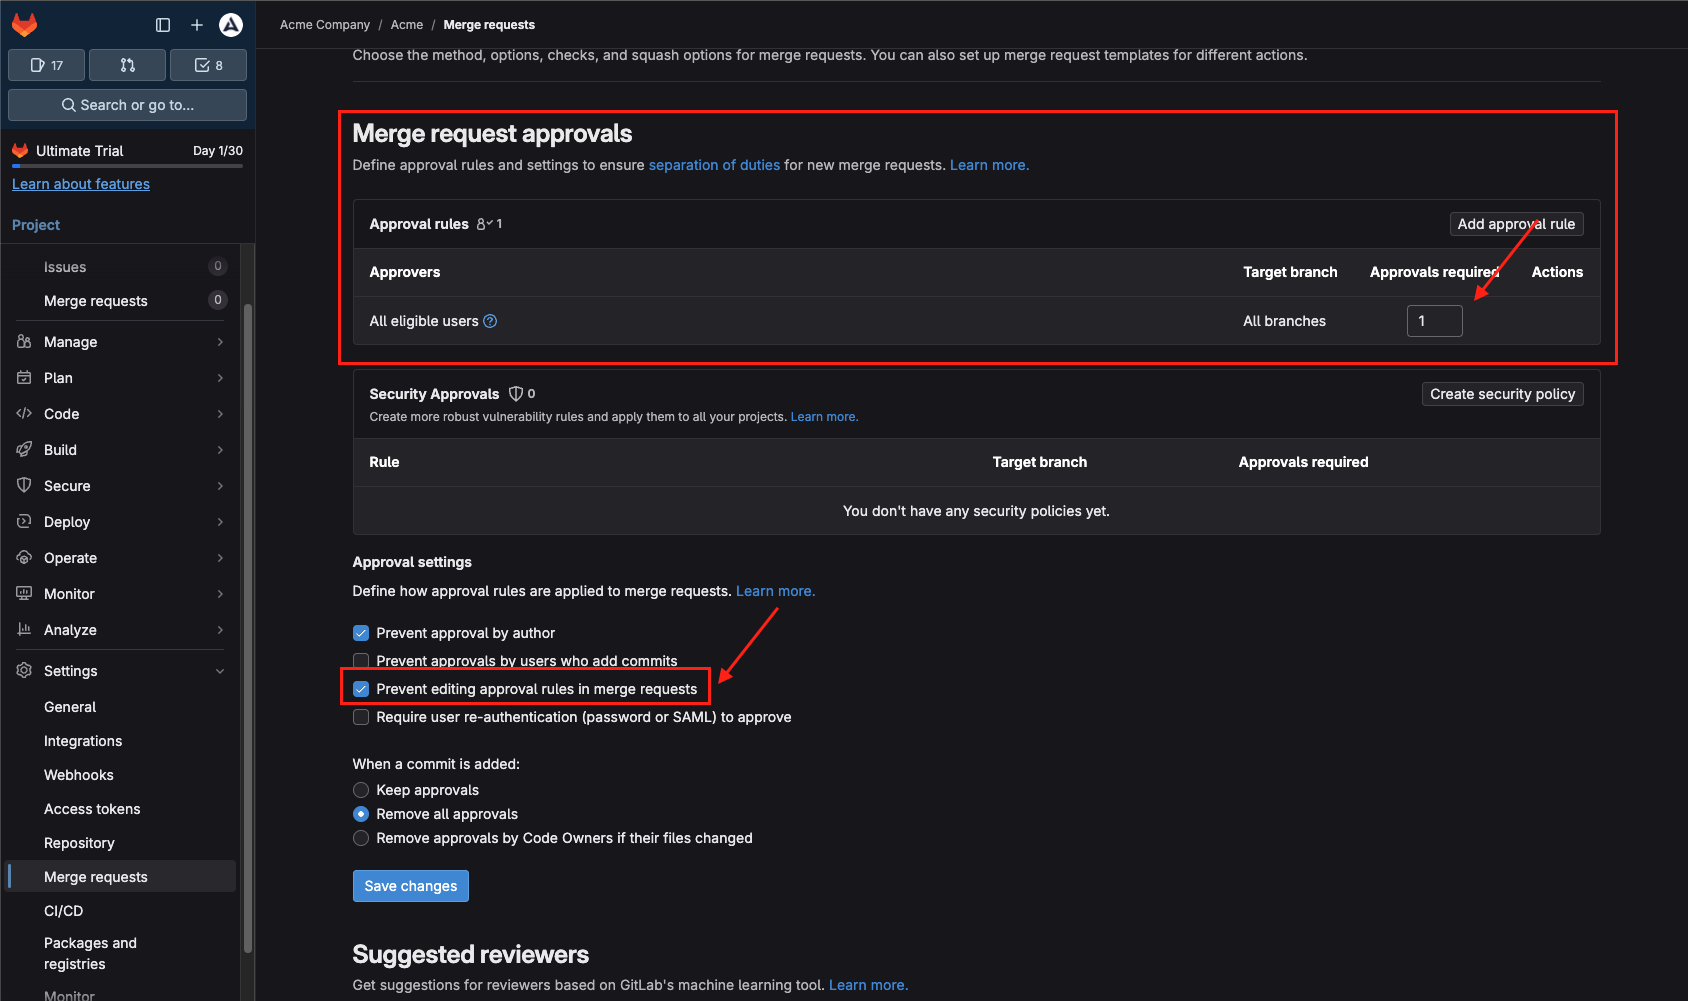 Acme Company / Acme / Merge requests
17
8
Search or go to...
Ultimate Trial
Day 1/30
Learn about features
Project
Issues
0
Merge requests
0
Manage
Plan
Code
Build
Secure
Deploy
Operate
Monitor
Analyze
Settings
General
Integrations
Webhooks
Access tokens
Repository
Merge requests
CI/CD
Packages and
registries
Monitor
Choose the method, options, checks, and squash options for merge requests. You can also set up merge request templates for different actions.
Merge request approvals
Define approval rules and settings to ensure separation of duties for new merge requests. Learn more.
Approval rules 1
Add approval rule
Approvers Target branch Approvals required Actions
All eligible users All branches 1
Security Approvals 0
Create security policy
Create more robust vulnerability rules and apply them to all your projects. Learn more.
Rule Target branch Approvals required
You don't have any security policies yet.
Approval settings
Define how approval rules are applied to merge requests. Learn more.
Prevent approval by author
Prevent approvals by users who add commits
Prevent editing approval rules in merge requests
Require user re-authentication (password or SAML) to approve
When a commit is added:
Keep approvals
Remove all approvals
Remove approvals by Code Owners if their files changed
Save changes
Suggested reviewers
Get suggestions for reviewers based on GitLab's machine learning tool. Learn more.